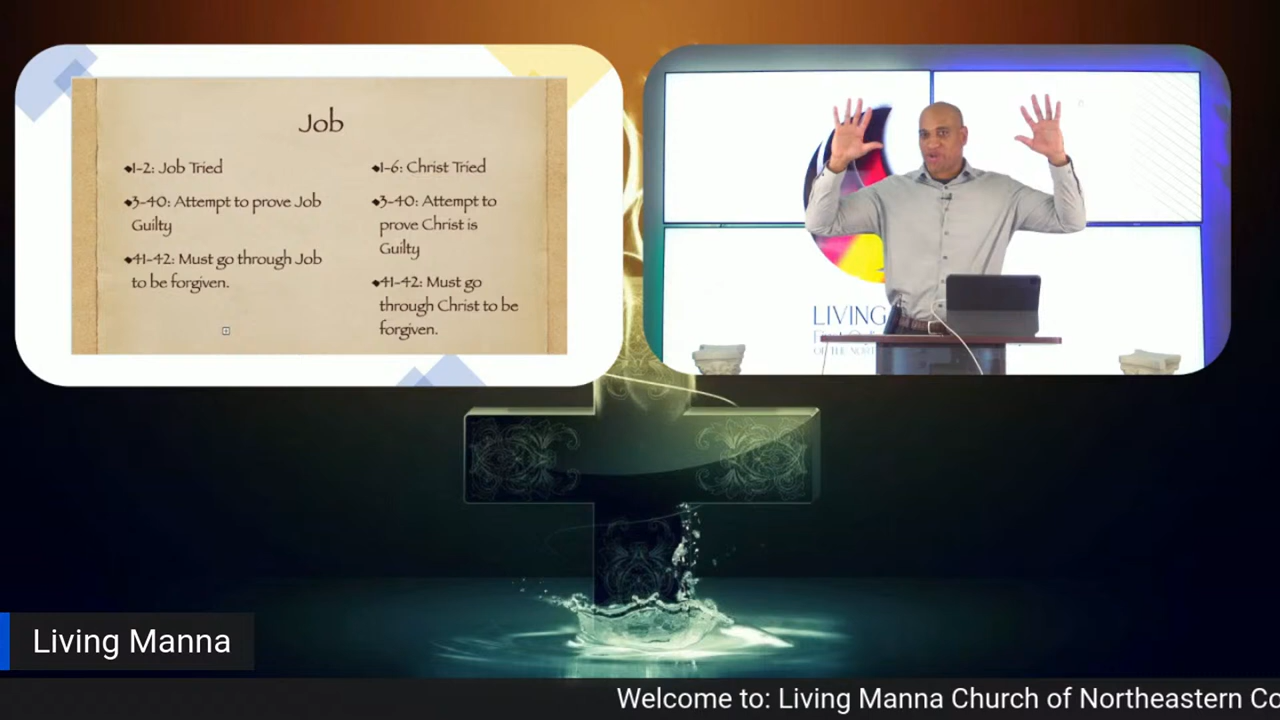 Job
1-2: Job Tried
3-40: Attempt to prove Job
Guilty
41-42: Must go through Job
to be forgiven.
1-6: Christ Tried
3-40: Attempt to
prove Christ is
Guilty
41-42: Must go
through Christ to be
forgiven.
LIVING
Living Manna
Welcome to: Living Manna Church of Northeastern Co